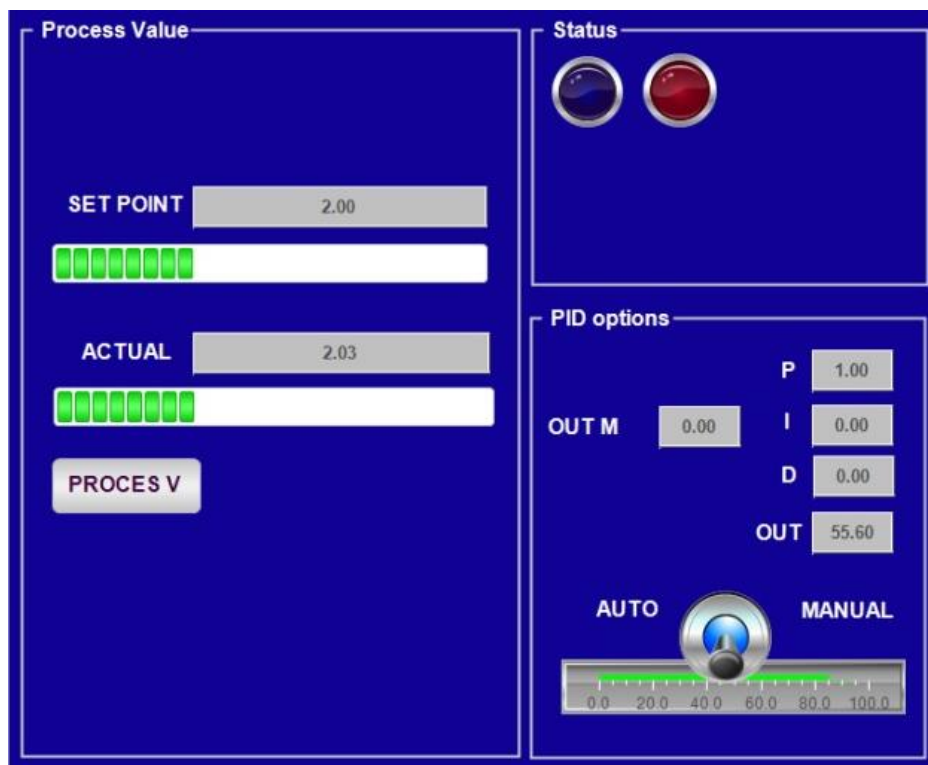 Process Value
SET POINT 2.00
ACTUAL 2.03
PROCES V
Status
PID options
P 1.00
OUT M 0.00 I 0.00
D 0.00
OUT 55.60
AUTO MANUAL
0.0 20.0 40.0 60.0 80.0 100.0